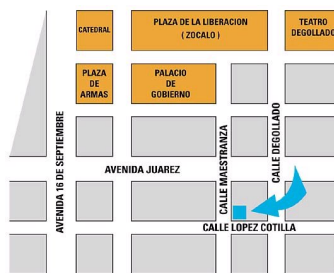 CATEDRAL
PLAZA DE LA LIBERACION
( ZOCALO )
TEATRO
DEGOLLADO
PLAZA
DE
ARMAS
PALACIO
DE
GOBIERNO
AVENIDA 16 DE SEPTIEMBRE
AVENIDA JUAREZ
CALLE MAESTRANZA
CALLE DEGOLLADO
CALLE LOPEZ COTILLA